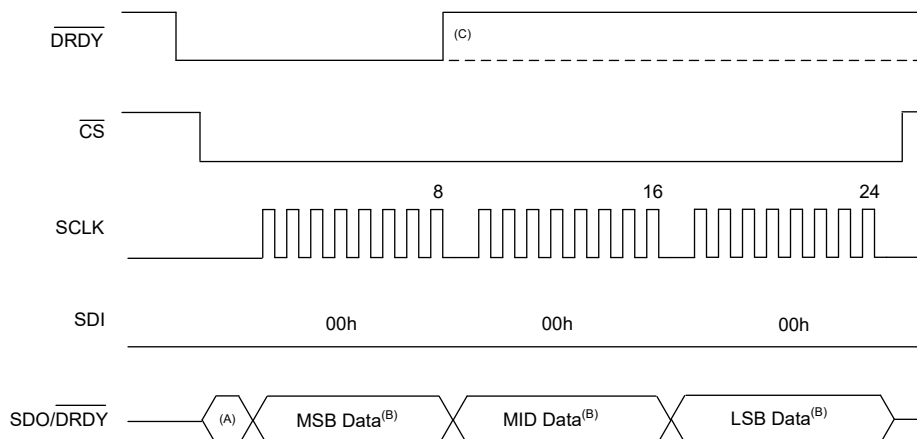 DRDY
(C)
CS
8 16 24
SCLK
SDI
00h 00h 00h
SDO/DRDY
(A) MSB Data(B) MID Data(B) LSB Data(B)